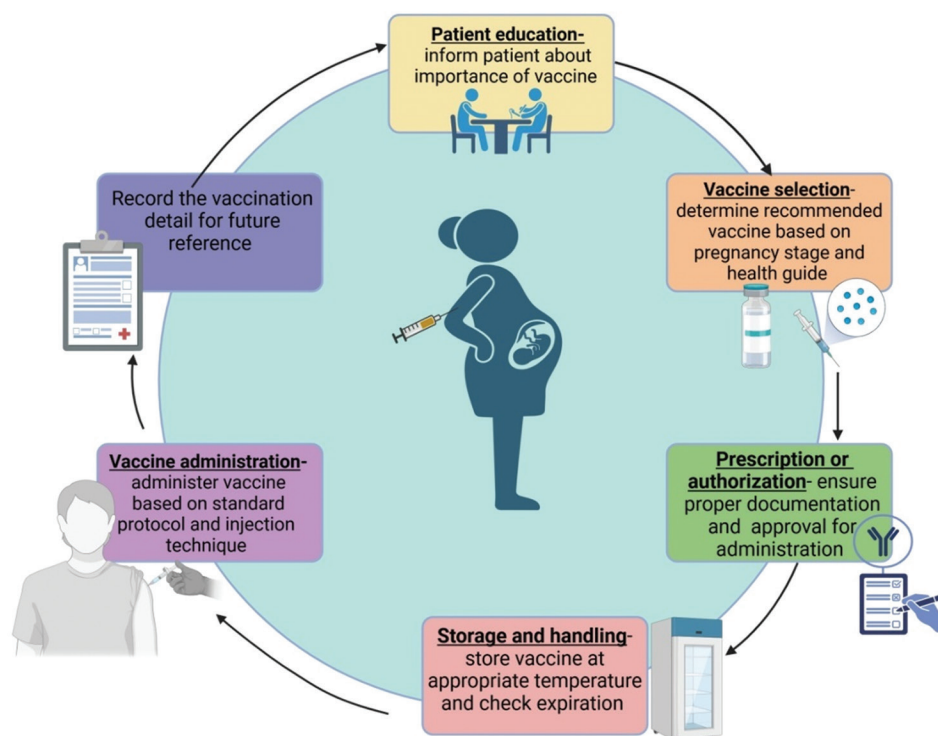 Patient education-
inform patient about
importance of vaccine
Vaccine selection-
determine recommended
vaccine based on
pregnancy stage and
health guide
Prescription or
authorization- ensure
proper documentation
and approval for
administration
Storage and handling-
store vaccine at
appropriate temperature
and check expiration
Vaccine administration-
administer vaccine
based on standard
protocol and injection
technique
Record the vaccination
detail for future
reference